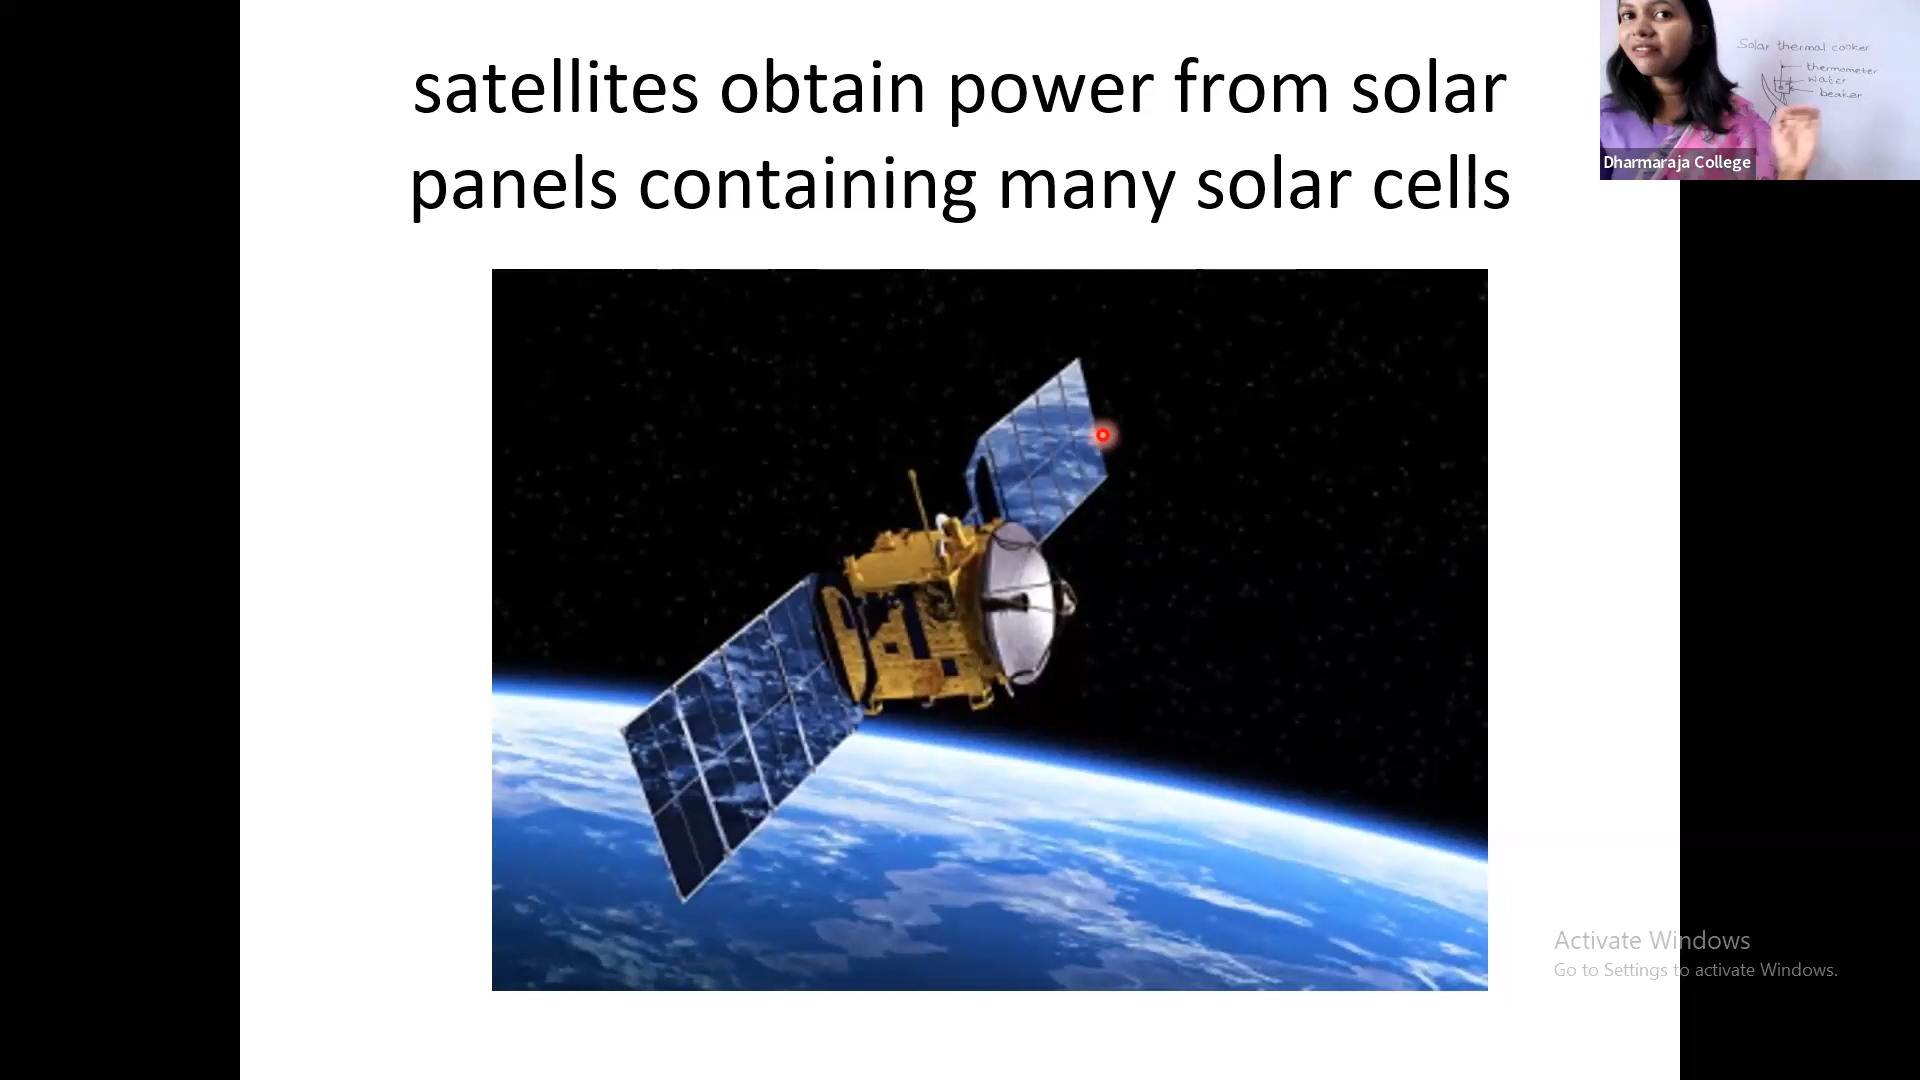 satellites obtain power from solar
panels containing many solar cells
Solar thermal cooker
thermometer
water
beaker
Dharmaraja College
Activate Windows
Go to Settings to activate Windows.